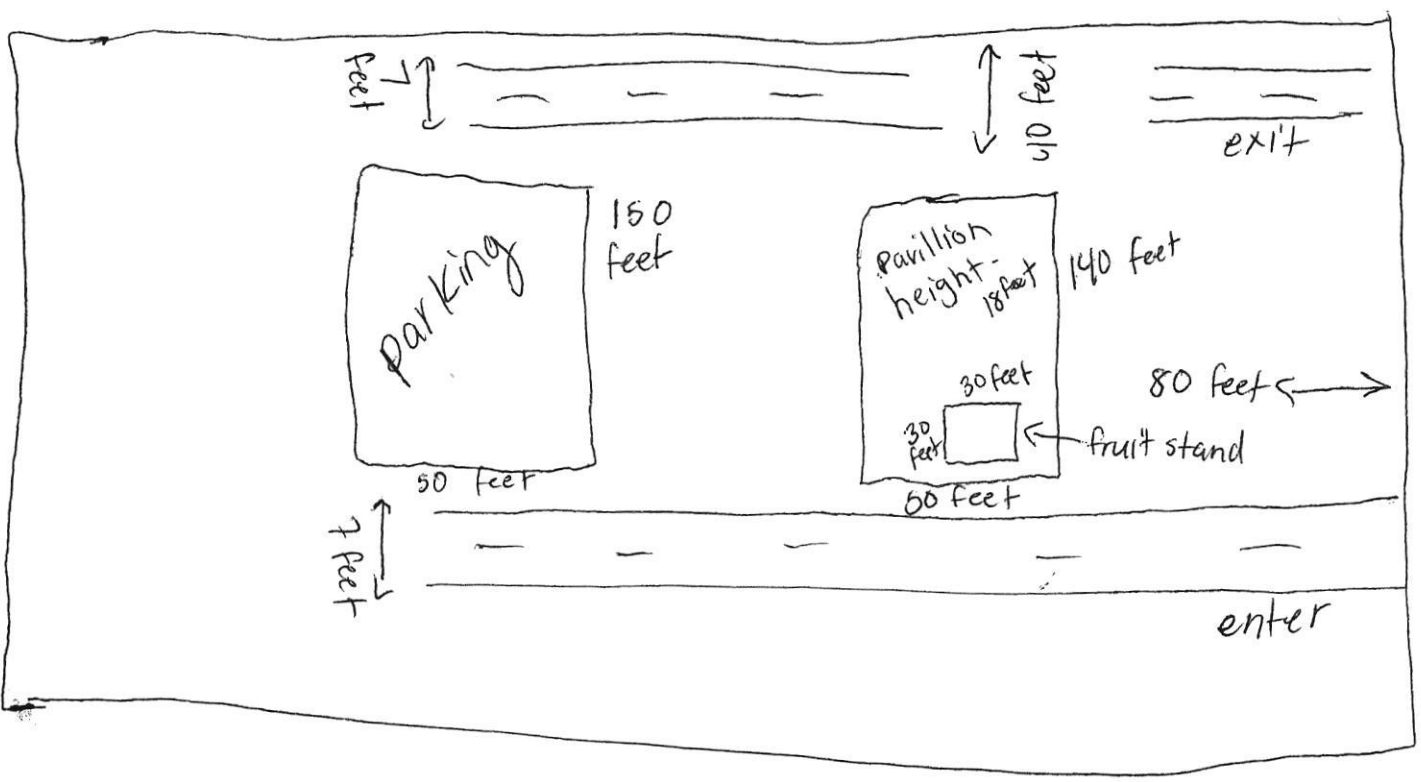 7
feet
40 feet
exit
parking
150
feet
50 feet
Pavillion
height-
18 feet
140 feet
30 feet
30
feet
80 feet
fruit stand
feet
7 feet
enter